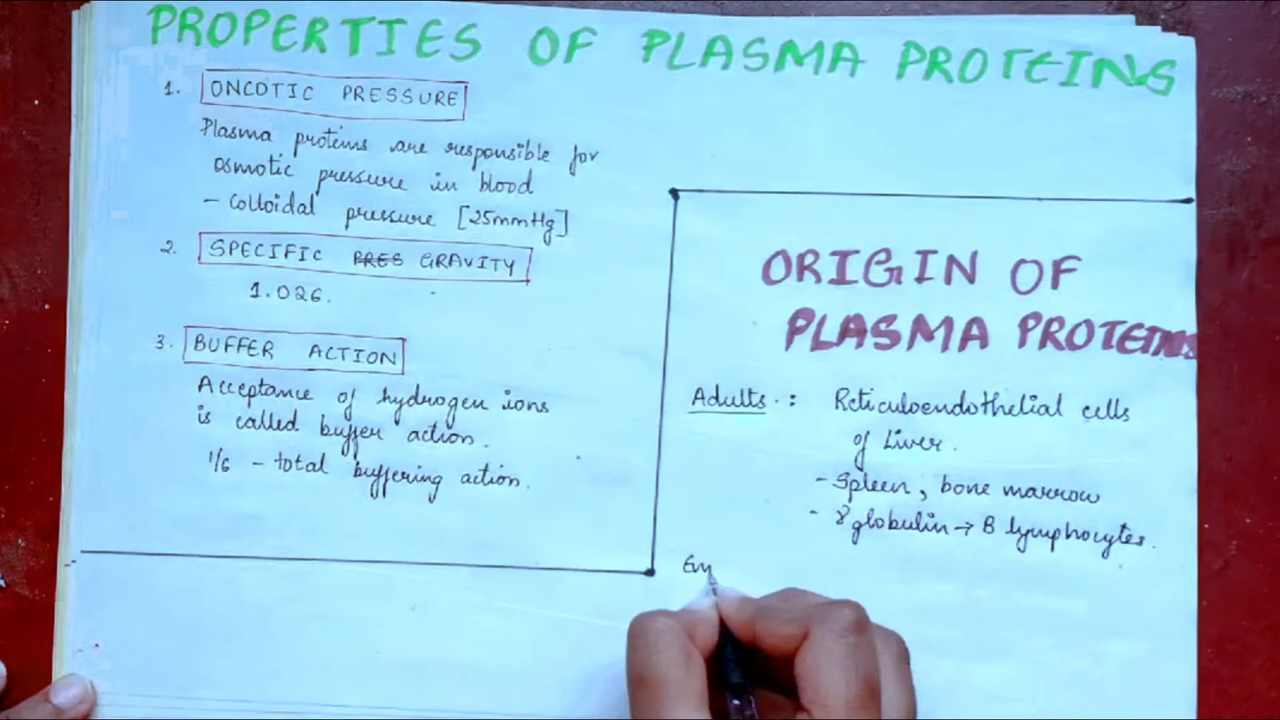 PROPERTIES OF PLASMA PROTEINS
1. ONCOTIC PRESSURE
Plasma proteins are responsible for
osmotic pressure in blood
- Colloidal pressure [25mmHg]
2. SPECIFIC PRES GRAVITY
1.026.
3. BUFFER ACTION
Acceptance of hydrogen ions
is called buffer action.
1/6 - total buffering action.
ORIGIN OF
PLASMA PROTEINS
Adults : Reticuloendothelial cells
of Liver.
- Spleen, bone marrow
- γ globulin → B lymphocytes.
Em